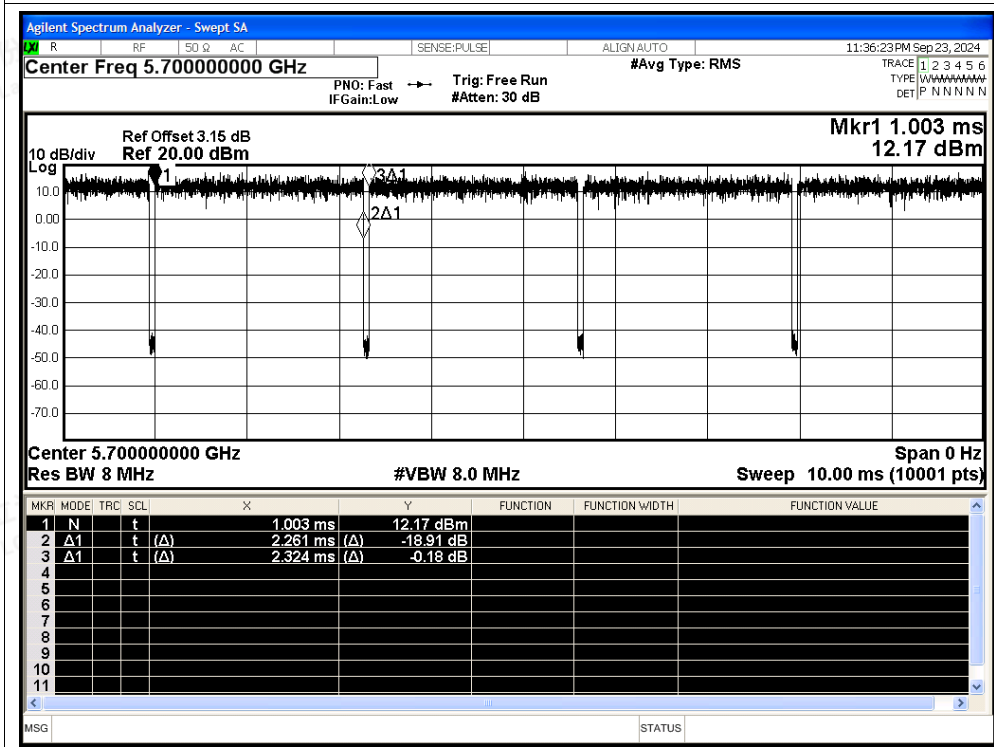 Agilent Spectrum Analyzer - Swept SA
LXI R RF 50 Ω AC SENSE:PULSE ALIGN AUTO 11:36:23 PM Sep 23, 2024
Center Freq 5.700000000 GHz #Avg Type: RMS TRACE 1 2 3 4 5 6
PNO: Fast Trig: Free Run TYPE WWWWWW
IFGain:Low #Atten: 30 dB DET P N N N N N
Mkr1 1.003 ms
Ref Offset 3.15 dB
10 dB/div Ref 20.00 dBm 12.17 dBm
Log
1 3Δ1
10.0
0.00 2Δ1
-10.0
-20.0
-30.0
-40.0
-50.0
-60.0
-70.0
Center 5.700000000 GHz Span 0 Hz
Res BW 8 MHz #VBW 8.0 MHz Sweep 10.00 ms (10001 pts)
MKR MODE TRC SCL X Y FUNCTION FUNCTION WIDTH FUNCTION VALUE
1 N t 1.003 ms 12.17 dBm
2 Δ1 t (Δ) 2.261 ms (Δ) -18.91 dB
3 Δ1 t (Δ) 2.324 ms (Δ) -0.18 dB
4
5
6
7
8
9
10
11
MSG STATUS